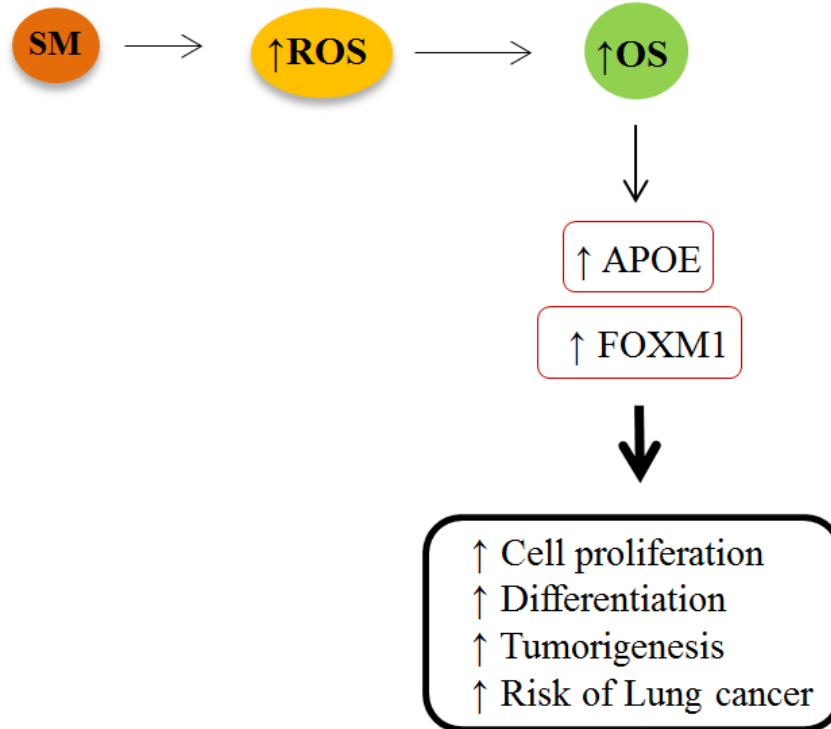 SM
↑ROS
↑OS
↑ APOE
↑ FOXM1
↑ Cell proliferation
↑ Differentiation
↑ Tumorigenesis
↑ Risk of Lung cancer